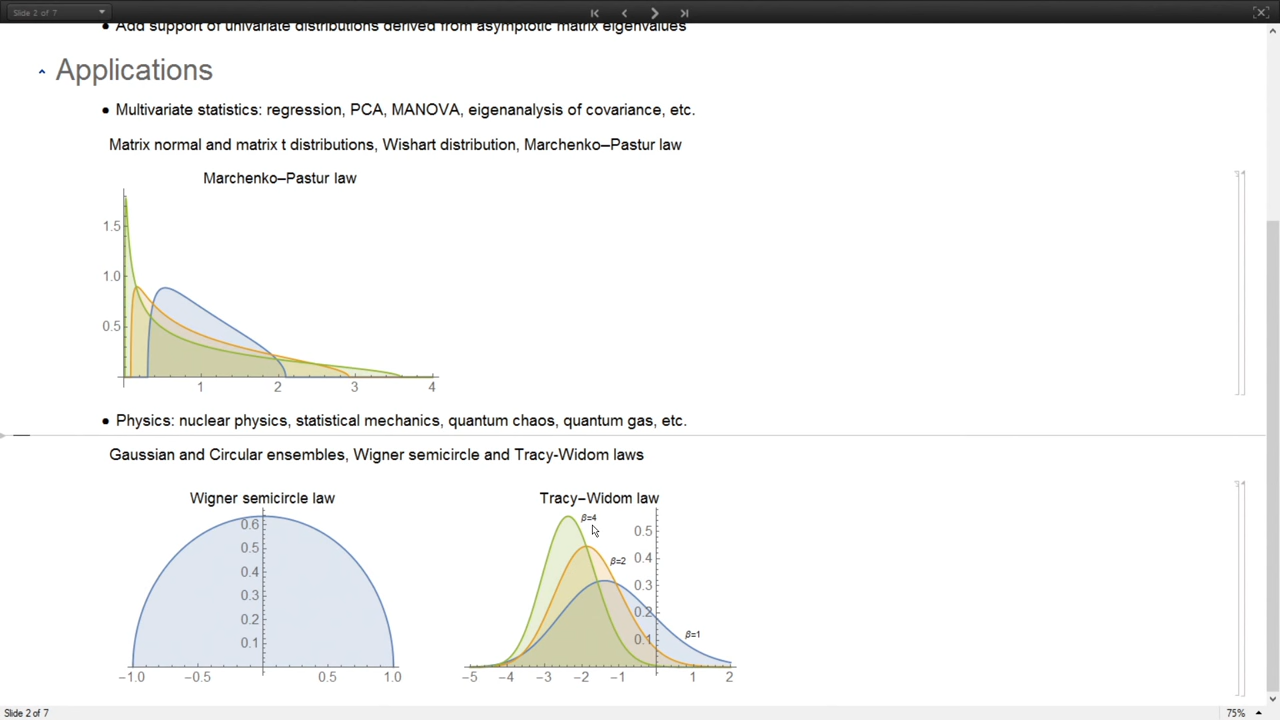 Slide 2 of 7
• Add support of univariate distributions derived from asymptotic matrix eigenvalues
Applications
• Multivariate statistics: regression, PCA, MANOVA, eigenanalysis of covariance, etc.
Matrix normal and matrix t distributions, Wishart distribution, Marchenko–Pastur law
Marchenko–Pastur law
1.5
1.0
0.5
1 2 3 4
• Physics: nuclear physics, statistical mechanics, quantum chaos, quantum gas, etc.
Gaussian and Circular ensembles, Wigner semicircle and Tracy-Widom laws
Wigner semicircle law
0.6
0.5
0.4
0.3
0.2
0.1
−1.0 −0.5 0.5 1.0
Tracy–Widom law
β=4
0.5
β=2
0.4
0.3
0.2
β=1
0.1
−5 −4 −3 −2 −1 1 2
Slide 2 of 7
75%